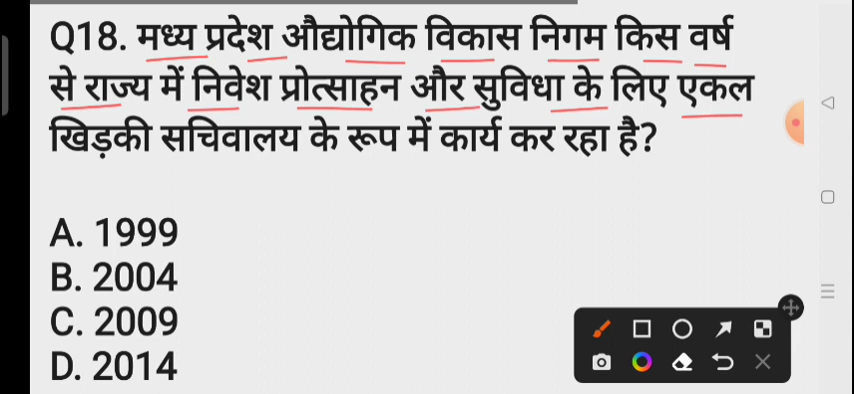 Q18. मध्य प्रदेश औद्योगिक विकास निगम किस वर्ष
से राज्य में निवेश प्रोत्साहन और सुविधा के लिए एकल
खिड़की सचिवालय के रूप में कार्य कर रहा है?
A. 1999
B. 2004
C. 2009
D. 2014